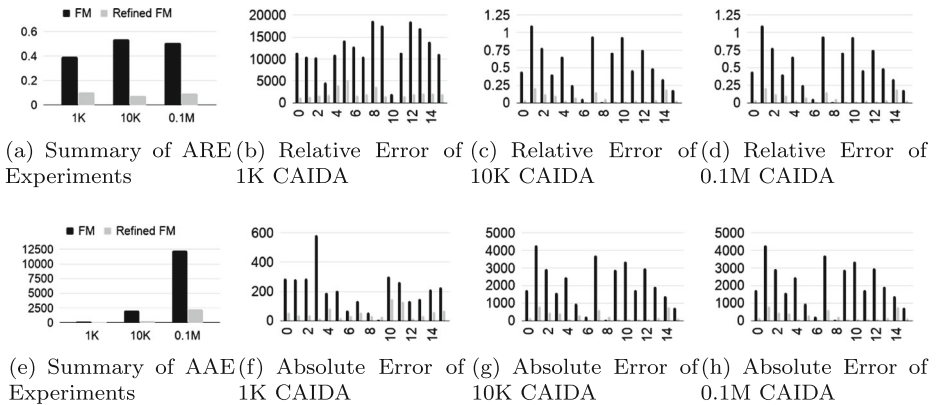 FM Refined FM
0.6
0.4
0.2
0
1K 10K 0.1M
20000
15000
10000
5000
0
0 2 4 6 8 10 12 14
1.25
1
0.75
0.5
0.25
0
0 2 4 6 8 10 12 14
1.25
1
0.75
0.5
0.25
0
0 2 4 6 8 10 12 14
(a) Summary of ARE Experiments
(b) Relative Error of 1K CAIDA
(c) Relative Error of 10K CAIDA
(d) Relative Error of 0.1M CAIDA
FM Refined FM
12500
10000
7500
5000
2500
0
1K 10K 0.1M
600
400
200
0
0 2 4 6 8 10 12 14
5000
4000
3000
2000
1000
0
0 2 4 6 8 10 12 14
5000
4000
3000
2000
1000
0
0 2 4 6 8 10 12 14
(e) Summary of AAE Experiments
(f) Absolute Error of 1K CAIDA
(g) Absolute Error of 10K CAIDA
(h) Absolute Error of 0.1M CAIDA